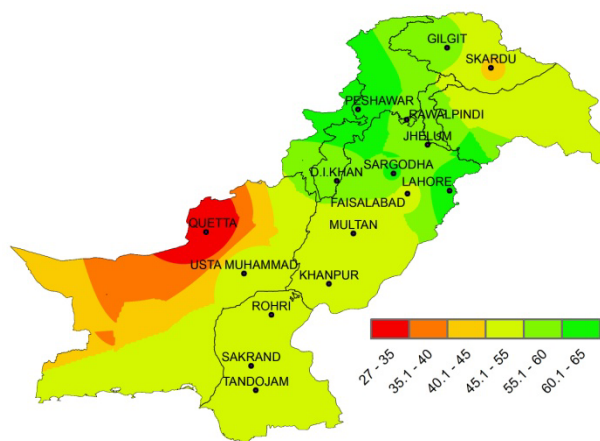 GILGIT
SKARDU
PESHAWAR
RAWALPINDI
JHELUM
SARGODHA
D.I.KHAN
LAHORE
FAISALABAD
QUETTA
MULTAN
USTA MUHAMMAD
KHANPUR
ROHRI
SAKRAND
TANDOJAM
27 - 35
35.1 - 40
40.1 - 45
45.1 - 55
55.1 - 60
60.1 - 65